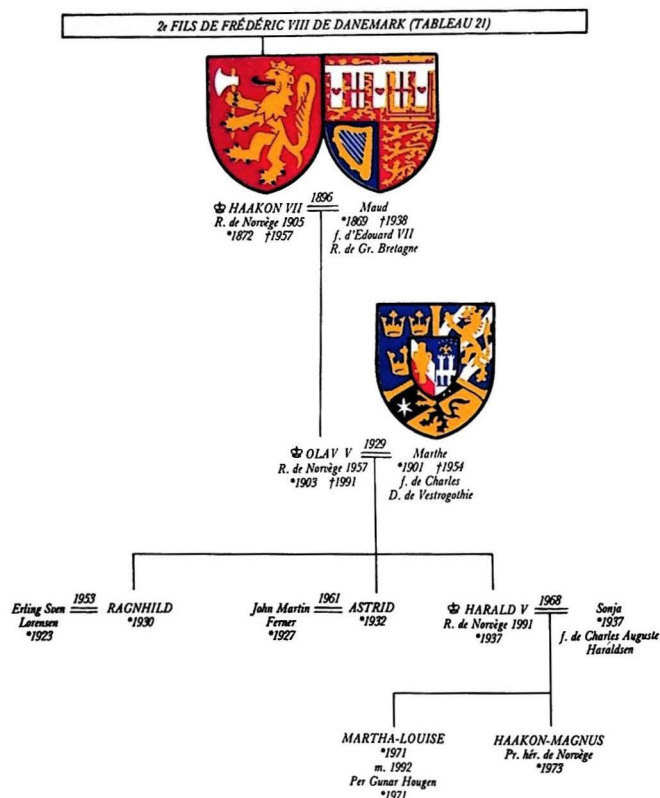 2e FILS DE FRÉDÉRIC VIII DE DANEMARK (TABLEAU 21)
1896
HAAKON VII
R. de Norvège 1905
*1872 †1957
Maud
*1869 †1938
f. d'Edouard VII
R. de Gr. Bretagne
1929
OLAV V
R. de Norvège 1957
*1903 †1991
Marthe
*1901 †1954
f. de Charles
D. de Vestrogothie
1953
Erling Sven
Lorensen
*1923
RAGNHILD
*1930
1961
John Martin
Ferner
*1927
ASTRID
*1932
1968
HARALD V
R. de Norvège 1991
*1937
Sonja
*1937
f. de Charles Auguste
Haraldsen
MARTHA-LOUISE
*1971
m. 1992
Per Gunar Hougen
*1971
HAAKON-MAGNUS
Pr. hér. de Norvège
*1973